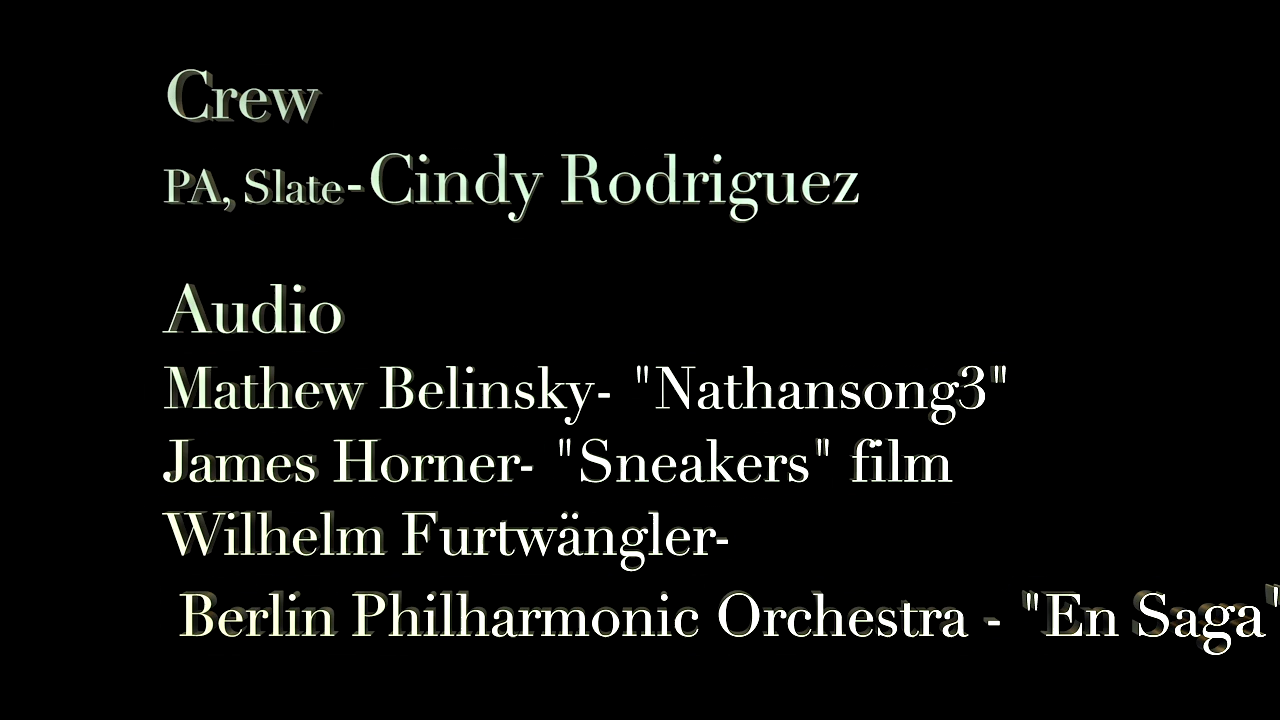 Crew
PA, Slate-Cindy Rodriguez
Audio
Mathew Belinsky- "Nathansong3"
James Horner- "Sneakers" film
Wilhelm Furtwängler-
Berlin Philharmonic Orchestra - "En Saga"